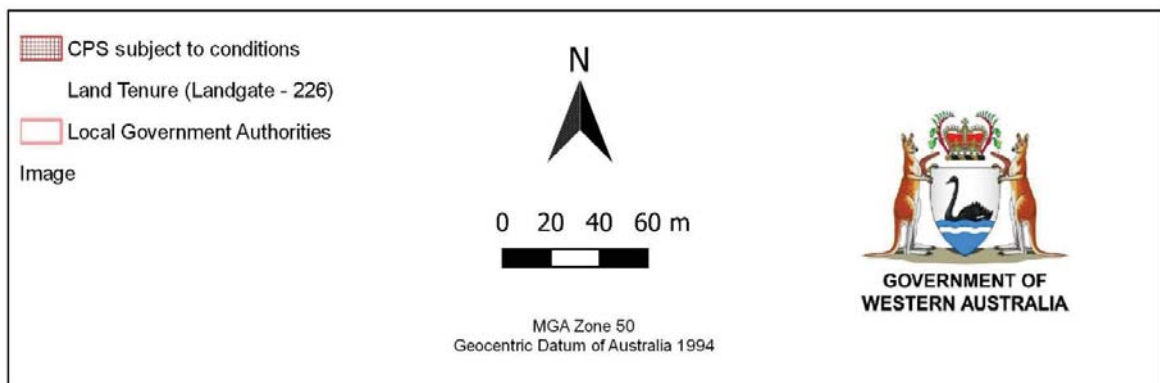 CPS subject to conditions
Land Tenure (Landgate - 226)
Local Government Authorities
Image
N
0 20 40 60 m
MGA Zone 50
Geocentric Datum of Australia 1994
GOVERNMENT OF
WESTERN AUSTRALIA